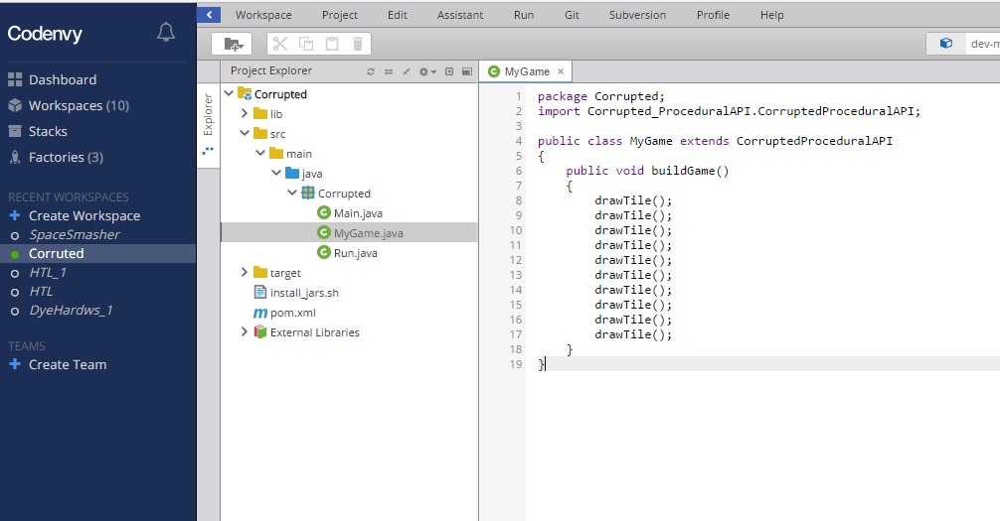 Codenvy
Dashboard
Workspaces (10)
Stacks
Factories (3)
RECENT WORKSPACES
+ Create Workspace
SpaceSmasher
Corruted
HTL_1
HTL
DyeHardws_1
TEAMS
+ Create Team
Workspace Project Edit Assistant Run Git Subversion Profile Help
dev-m
Explorer
Project Explorer
Corrupted
lib
src
main
java
Corrupted
Main.java
MyGame.java
Run.java
target
install_jars.sh
pom.xml
External Libraries
MyGame
1 package Corrupted;
2 import Corrupted_ProceduralAPI.CorruptedProceduralAPI;
3
4 public class MyGame extends CorruptedProceduralAPI
5 {
6 public void buildGame()
7 {
8 drawTile();
9 drawTile();
10 drawTile();
11 drawTile();
12 drawTile();
13 drawTile();
14 drawTile();
15 drawTile();
16 drawTile();
17 drawTile();
18 }
19 }